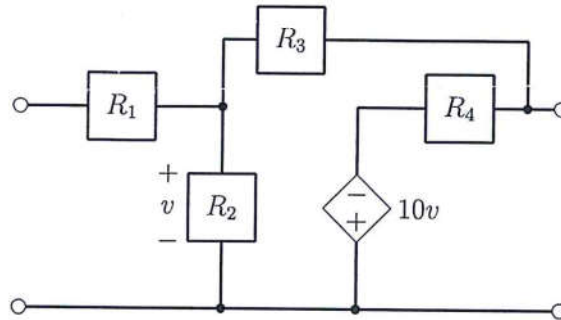 R₃
R₁
R₄
+
v
−
R₂
−
+
10v